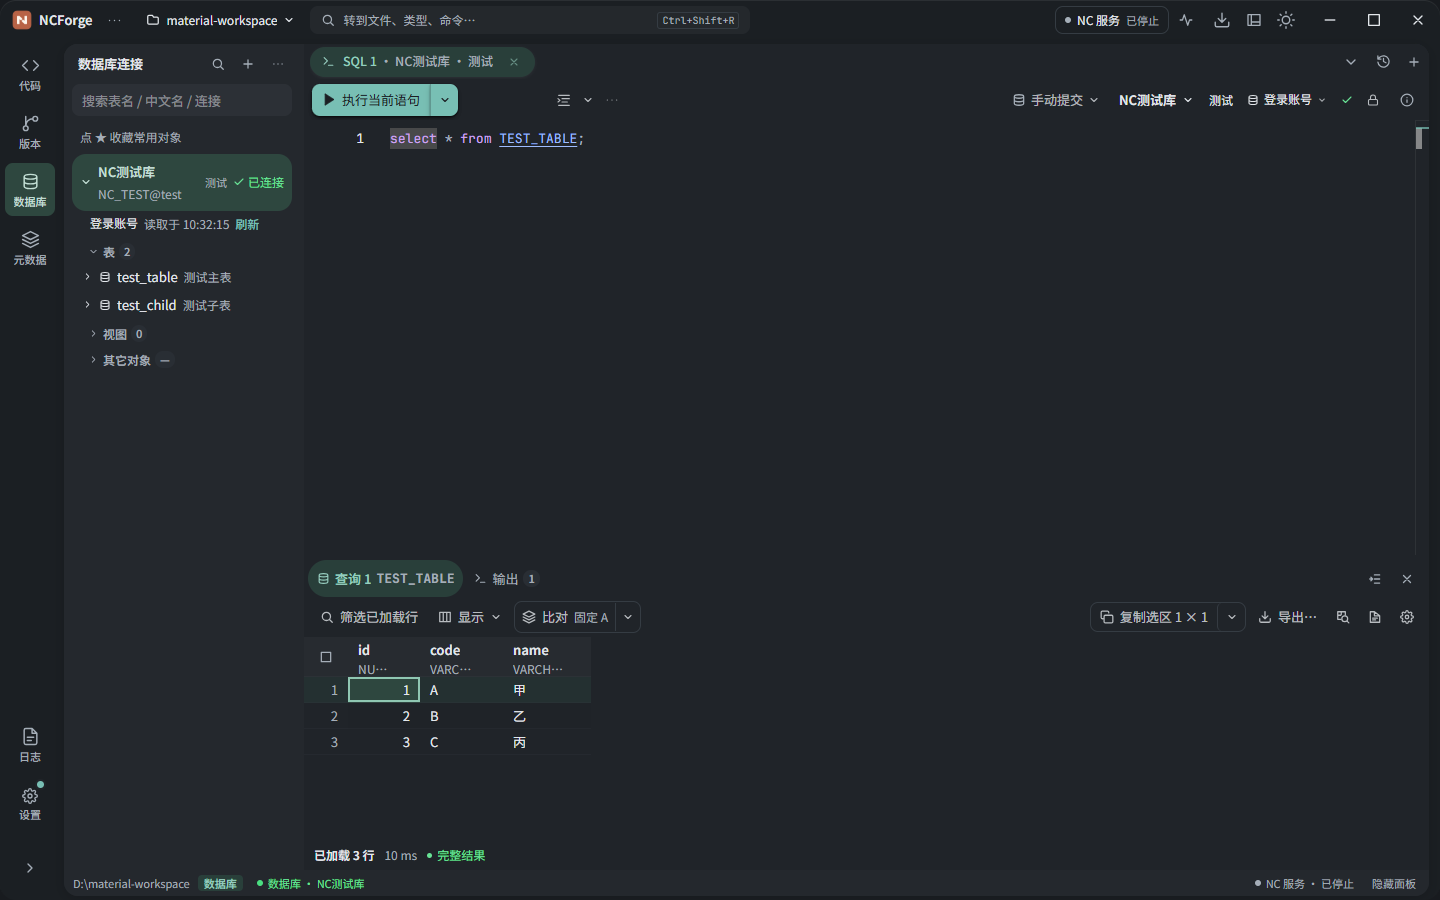 NCForge ··· material-workspace 转到文件、类型、命令··· Ctrl+Shift+R NC 服务 已停止
代码
版本
数据库
元数据
日志
设置
数据库连接 ···
搜索表名 / 中文名 / 连接
点 ★ 收藏常用对象
NC测试库
NC_TEST@test 测试 已连接
登录账号 读取于 10:32:15 刷新
表 2
test_table 测试主表
test_child 测试子表
视图 0
其它对象 —
SQL 1 • NC测试库 • 测试
执行当前语句 ··· 手动提交 NC测试库 测试 登录账号
1 select * from TEST_TABLE;
查询 1 TEST_TABLE 输出 1
筛选已加载行 显示 比对 固定 A 复制选区 1 × 1 导出···
id code name
NU··· VARC··· VARCH···
1 1 A 甲
2 2 B 乙
3 3 C 丙
已加载 3 行 10 ms 完整结果
D:\material-workspace 数据库 数据库 • NC测试库 NC 服务 • 已停止 隐藏面板